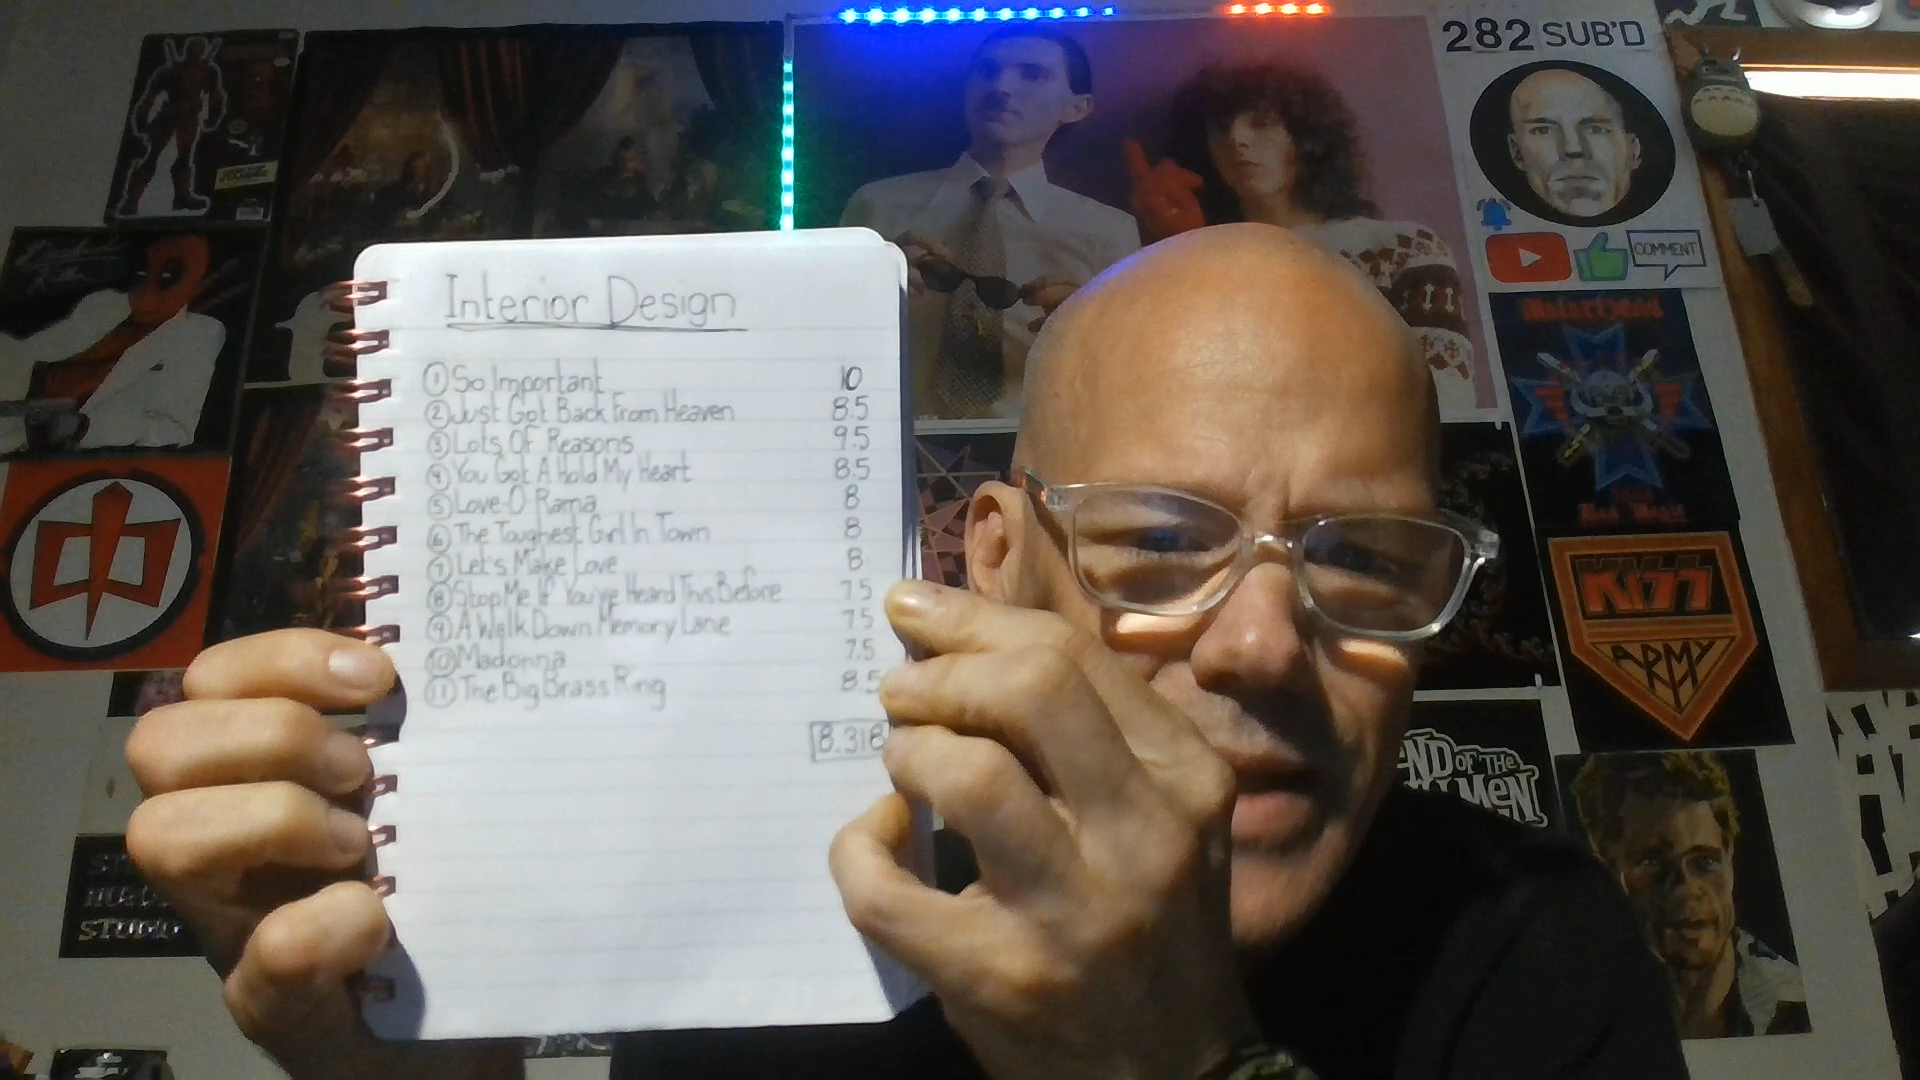 282 SUB'D
COMMENT
Interior Design
① So Important 10
② Just Got Back From Heaven 8.5
③ Lots Of Reasons 9.5
④ You Got A Hold My Heart 8.5
⑤ Love O Rama 8
⑥ The Toughest Girl In Town 8
⑦ Let's Make Love 8
⑧ Stop Me If You've Heard This Before 7.5
⑨ A Walk Down Memory Lane 7.5
⑩ Madonna 7.5
⑪ The Big Brass Ring 8.5
8.318
Motorhead
KISS
ARMY
OF THE
STUDIO